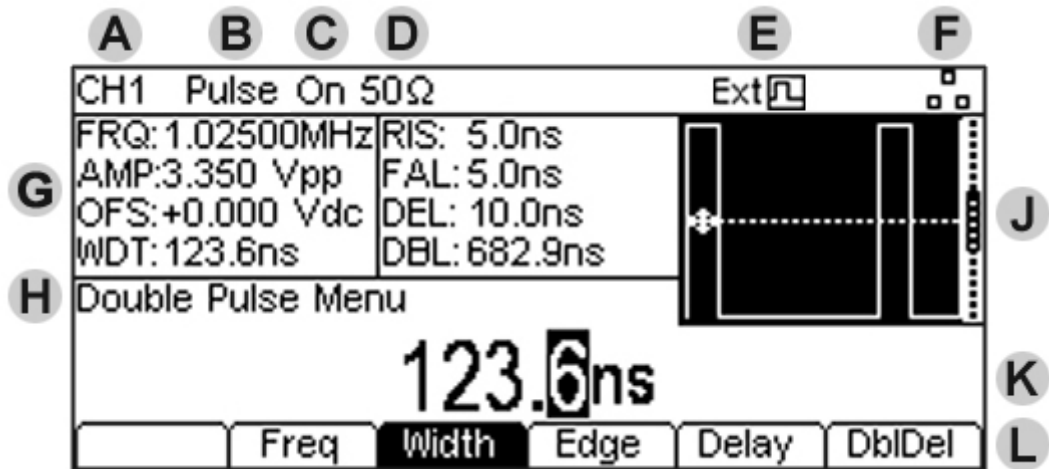 A B C D E F
CH1 Pulse On 50Ω Ext
FRQ:1.02500MHz RIS: 5.0ns
G
AMP:3.350 Vpp FAL:5.0ns
OFS:+0.000 Vdc DEL: 10.0ns
J
WDT:123.6ns DBL:682.9ns
H Double Pulse Menu
123.6ns K
Freq Width Edge Delay DblDel L